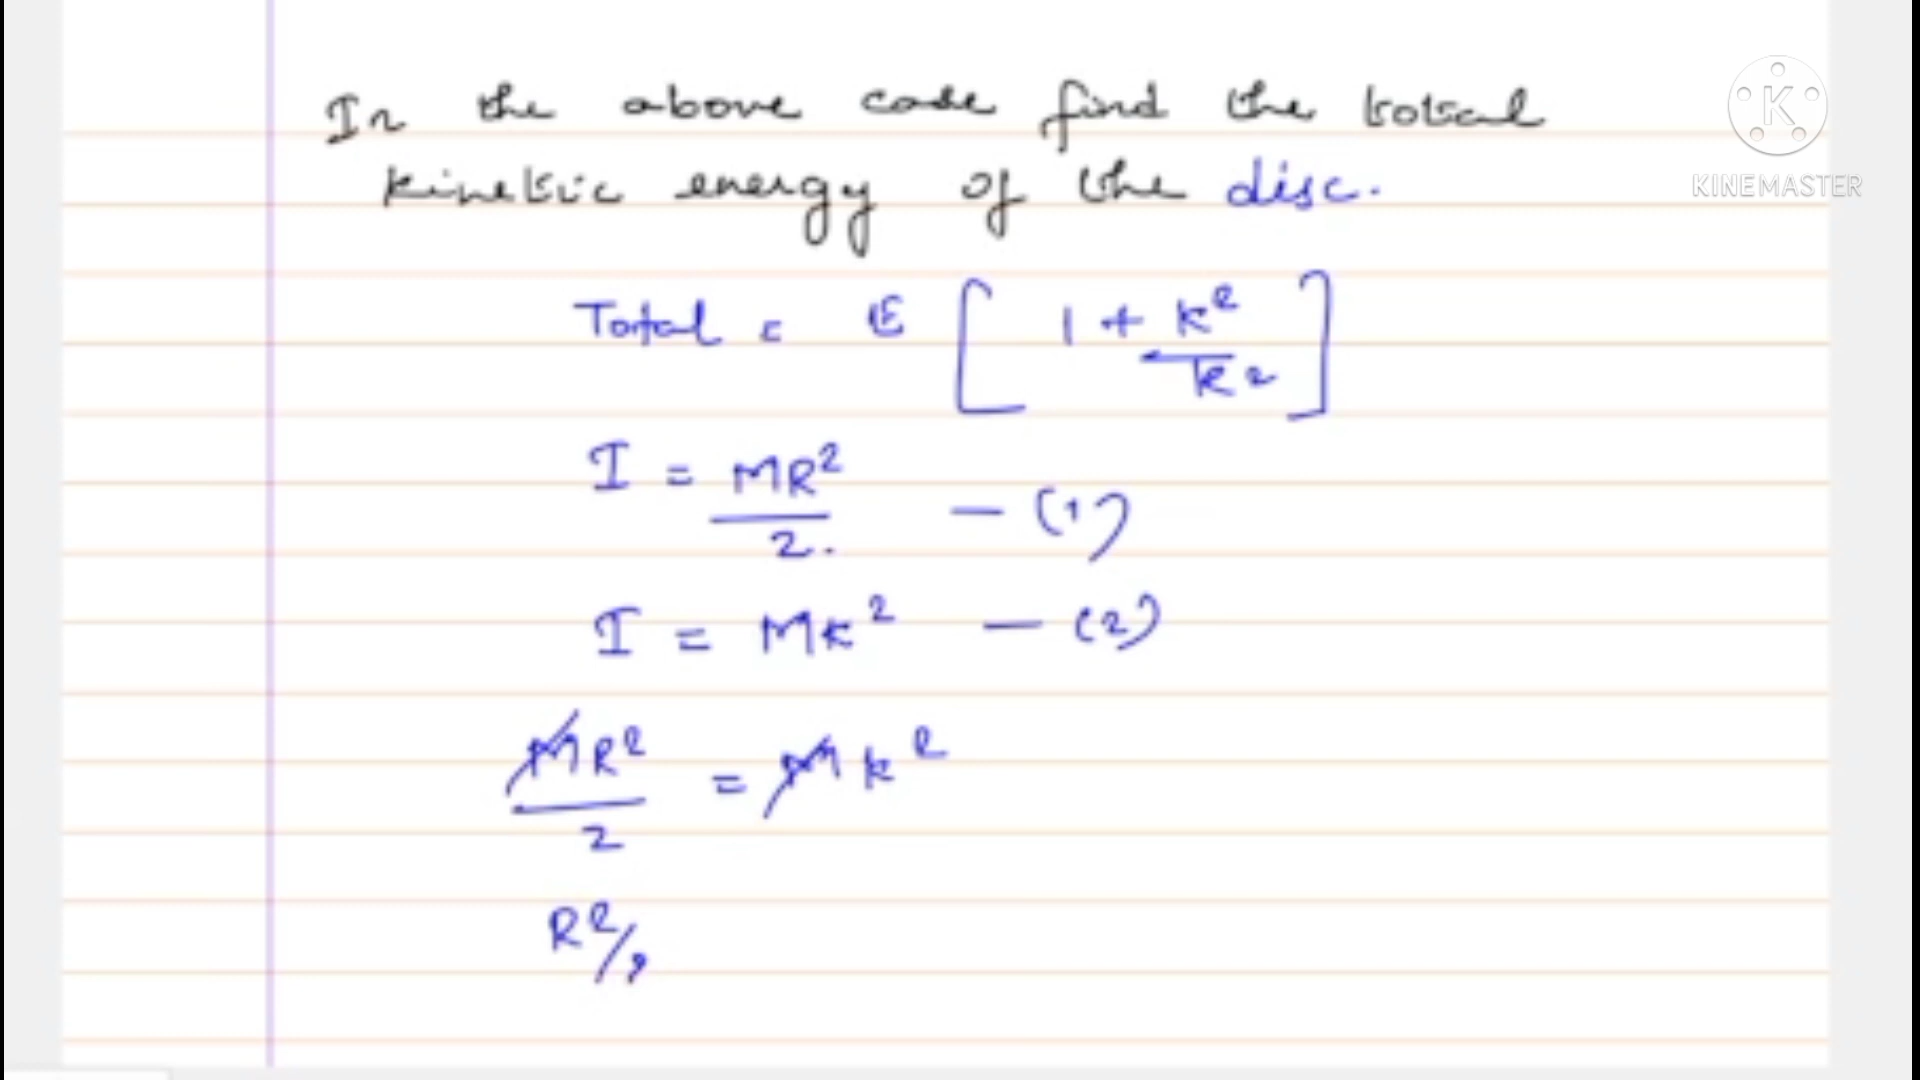 In the above case find the total
K
KINEMASTER
kinetic energy of the disc.
Total = E [ 1 + k²/R² ]
I = MR²/2. - (1)
I = Mk² - (2)
MR²/2 = Mk²
R²/2